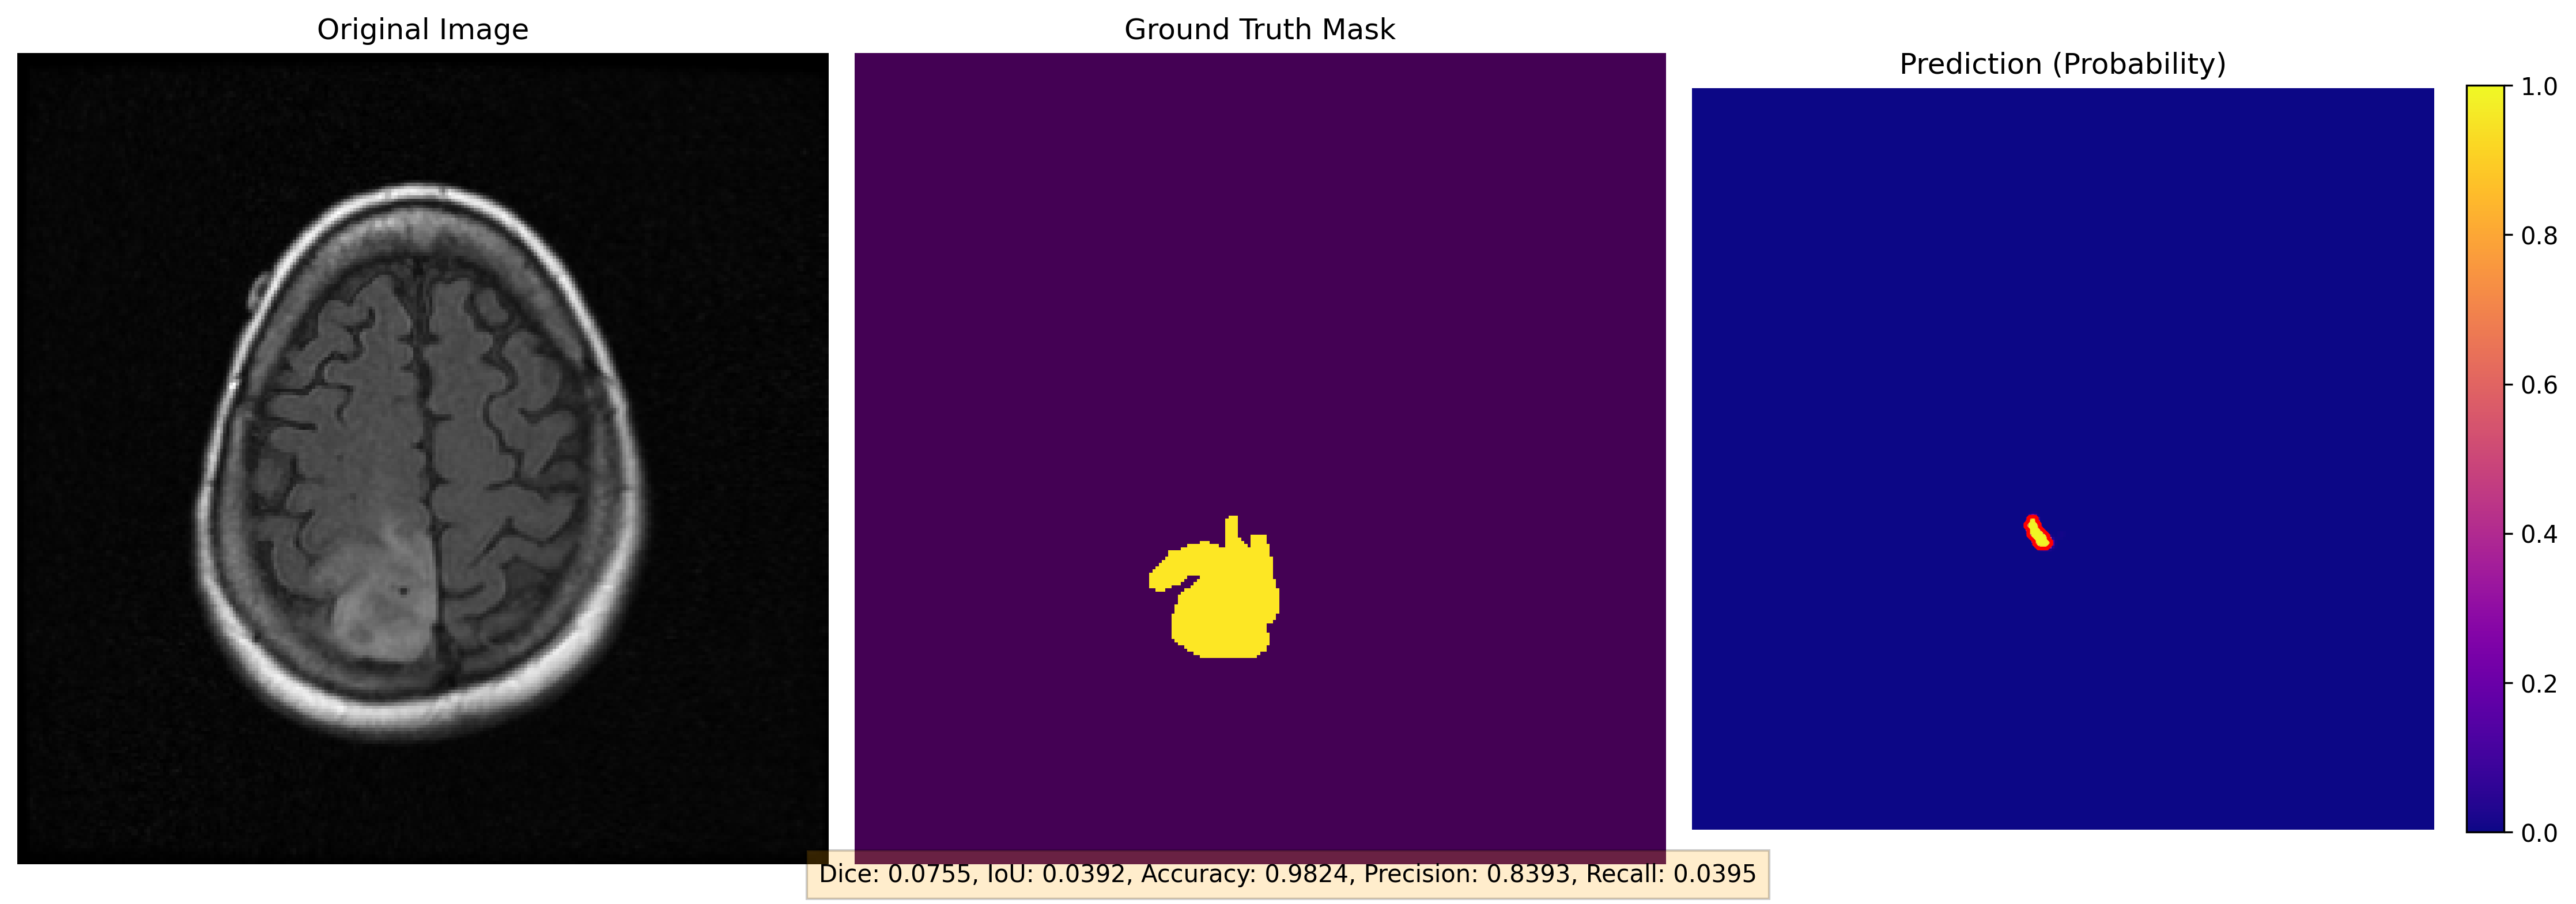 Original Image
Ground Truth Mask
Prediction (Probability)
1.0
0.8
0.6
0.4
0.2
0.0
Dice: 0.0755, IoU: 0.0392, Accuracy: 0.9824, Precision: 0.8393, Recall: 0.0395